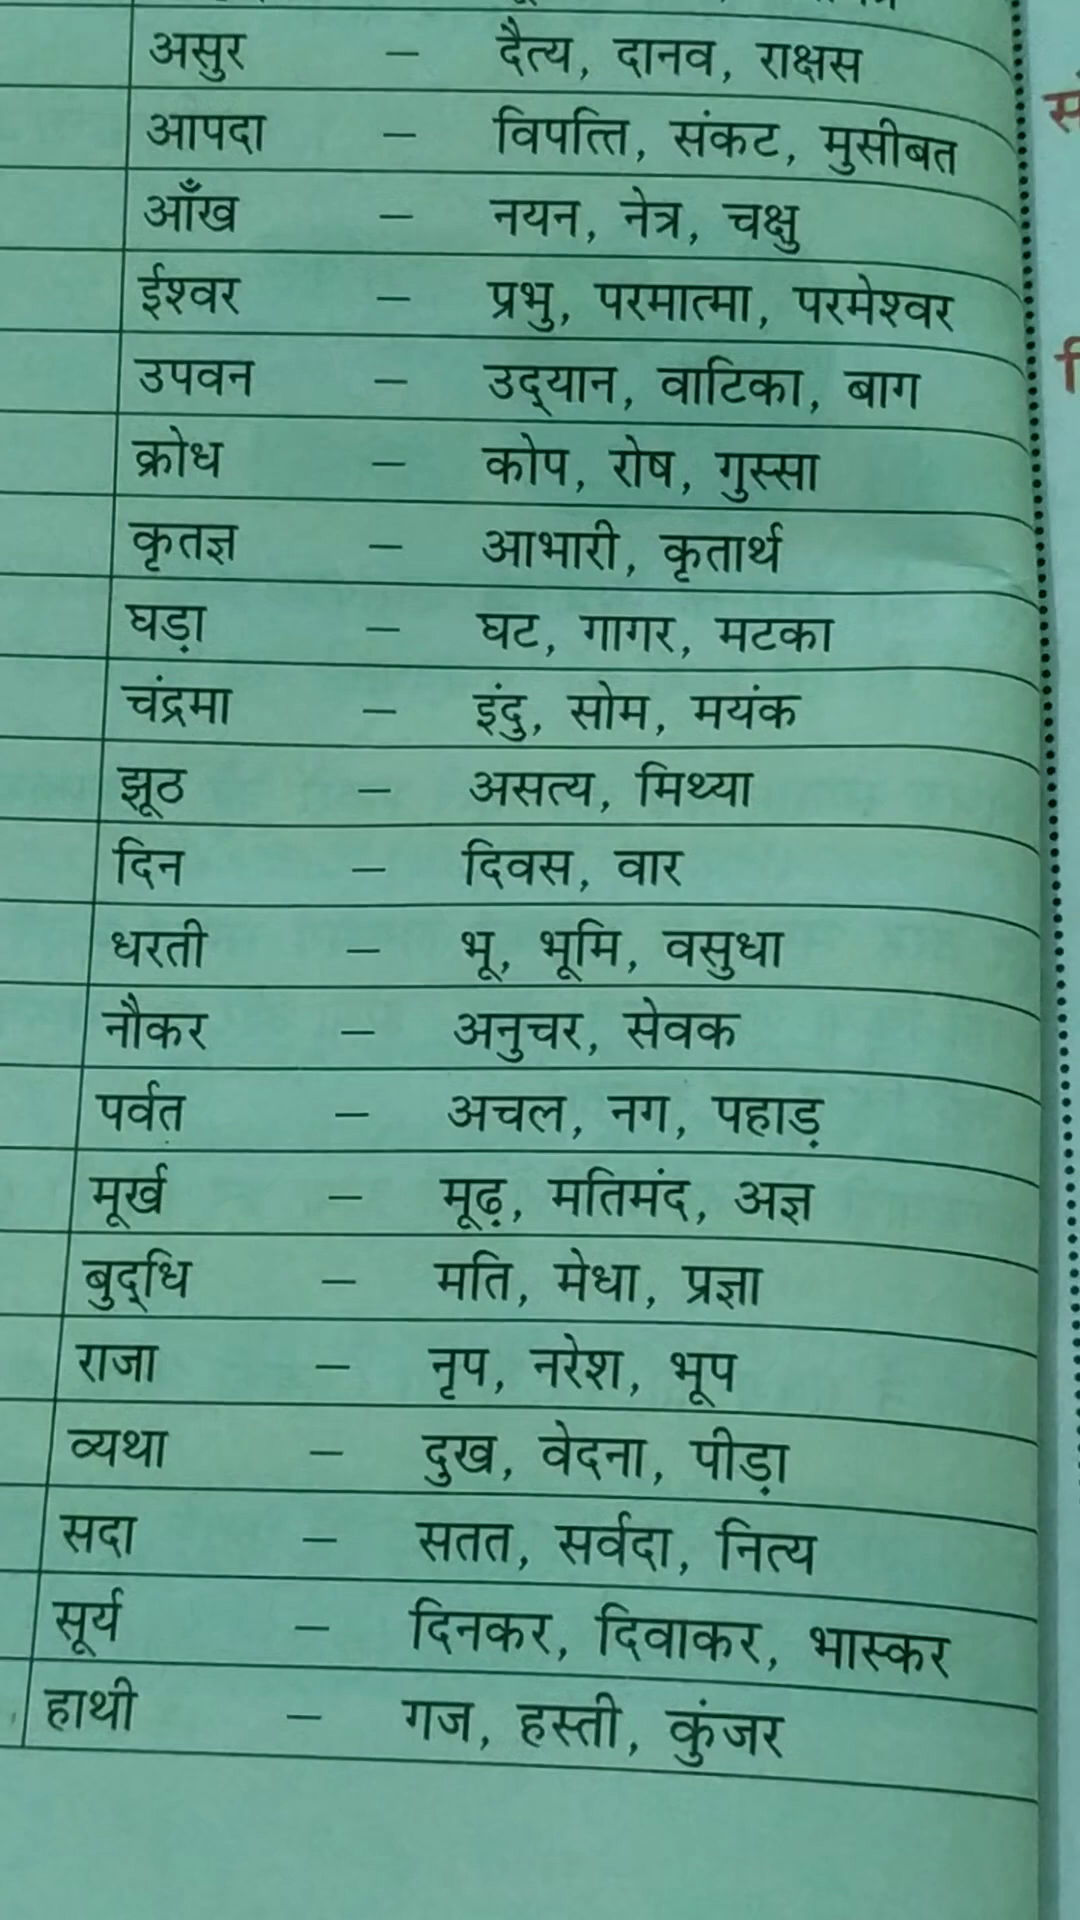 असुर – दैत्य, दानव, राक्षस
आपदा – विपत्ति, संकट, मुसीबत
आँख – नयन, नेत्र, चक्षु
ईश्वर – प्रभु, परमात्मा, परमेश्वर
उपवन – उद्‌यान, वाटिका, बाग
क्रोध – कोप, रोष, गुस्सा
कृतज्ञ – आभारी, कृतार्थ
घड़ा – घट, गागर, मटका
चंद्रमा – इंदु, सोम, मयंक
झूठ – असत्य, मिथ्या
दिन – दिवस, वार
धरती – भू, भूमि, वसुधा
नौकर – अनुचर, सेवक
पर्वत – अचल, नग, पहाड़
मूर्ख – मूढ़, मतिमंद, अज्ञ
बुद्‌धि – मति, मेधा, प्रज्ञा
राजा – नृप, नरेश, भूप
व्यथा – दुख, वेदना, पीड़ा
सदा – सतत, सर्वदा, नित्य
सूर्य – दिनकर, दिवाकर, भास्कर
हाथी – गज, हस्ती, कुंजर